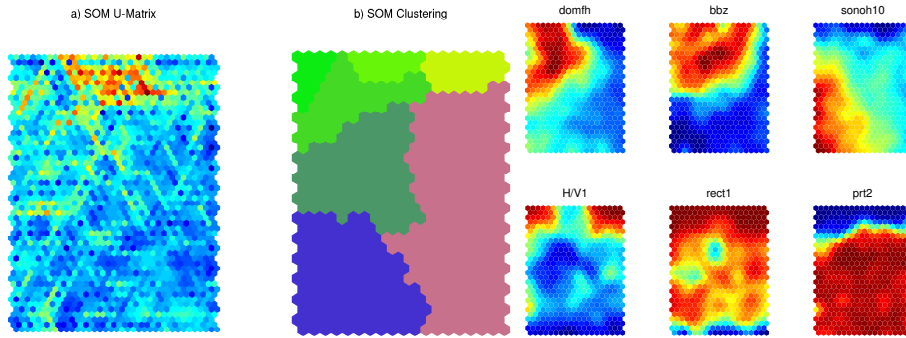 a) SOM U-Matrix
b) SOM Clustering
domfh
bbz
sonoh10
H/V1
rect1
prt2